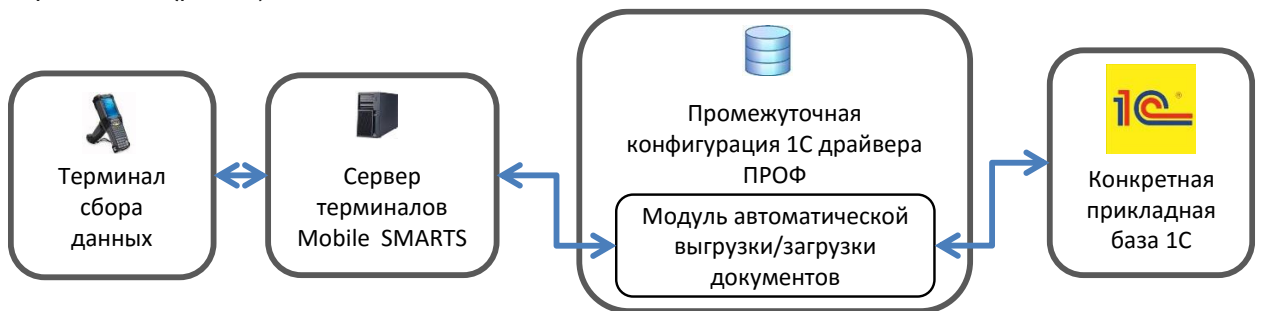 Терминал
сбора
данных
Сервер
терминалов
Mobile SMARTS
Промежуточная
конфигурация 1С драйвера
ПРОФ
Модуль автоматической
выгрузки/загрузки
документов
1С®
Конкретная
прикладная
база 1С